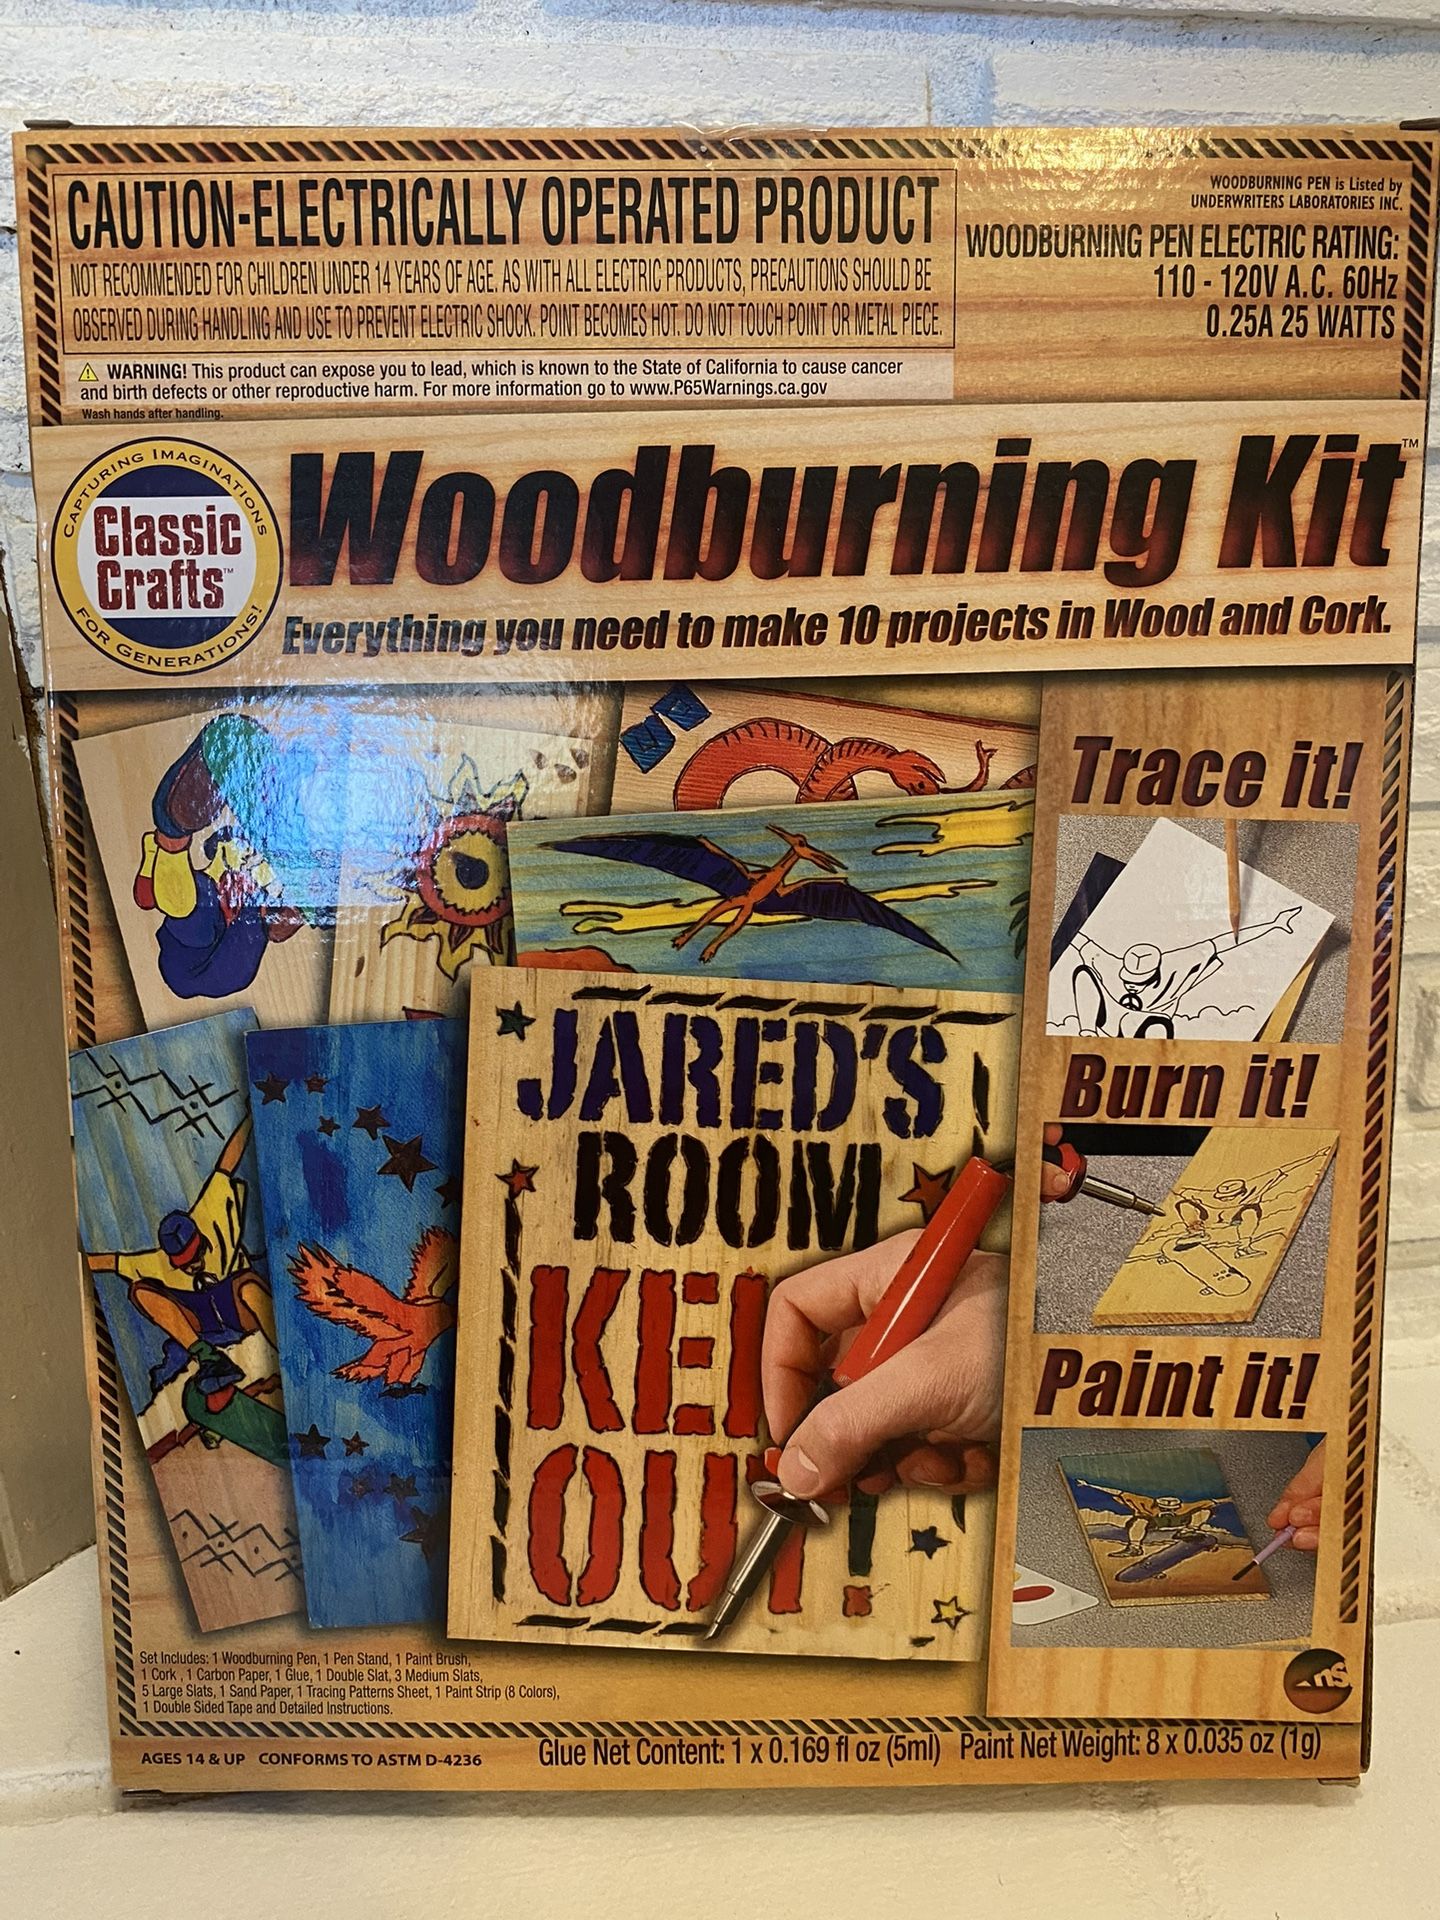 CAUTION-ELECTRICALLY OPERATED PRODUCT
NOT RECOMMENDED FOR CHILDREN UNDER 14 YEARS OF AGE. AS WITH ALL ELECTRIC PRODUCTS, PRECAUTIONS SHOULD BE
OBSERVED DURING HANDLING AND USE TO PREVENT ELECTRIC SHOCK. POINT BECOMES HOT. DO NOT TOUCH POINT OR METAL PIECE.
WARNING! This product can expose you to lead, which is known to the State of California to cause cancer
and birth defects or other reproductive harm. For more information go to www.P65Warnings.ca.gov
Wash hands after handling.
WOODBURNING PEN is Listed by
UNDERWRITERS LABORATORIES INC.
WOODBURNING PEN ELECTRIC RATING:
110 - 120V A.C. 60Hz
0.25A 25 WATTS
CAPTURING IMAGINATIONS
Classic
Crafts™
FOR GENERATIONS!
Woodburning Kit™
Everything you need to make 10 projects in Wood and Cork.
Trace it!
Burn it!
Paint it!
JARED'S
ROOM
KEE
OUT!
Set Includes: 1 Woodburning Pen, 1 Pen Stand, 1 Paint Brush,
1 Cork , 1 Carbon Paper, 1 Glue, 1 Double Slat, 3 Medium Slats,
5 Large Slats, 1 Sand Paper, 1 Tracing Patterns Sheet, 1 Paint Strip (8 Colors),
1 Double Sided Tape and Detailed Instructions.
nsi
AGES 14 & UP CONFORMS TO ASTM D-4236
Glue Net Content: 1 x 0.169 fl oz (5ml) Paint Net Weight: 8 x 0.035 oz (1g)